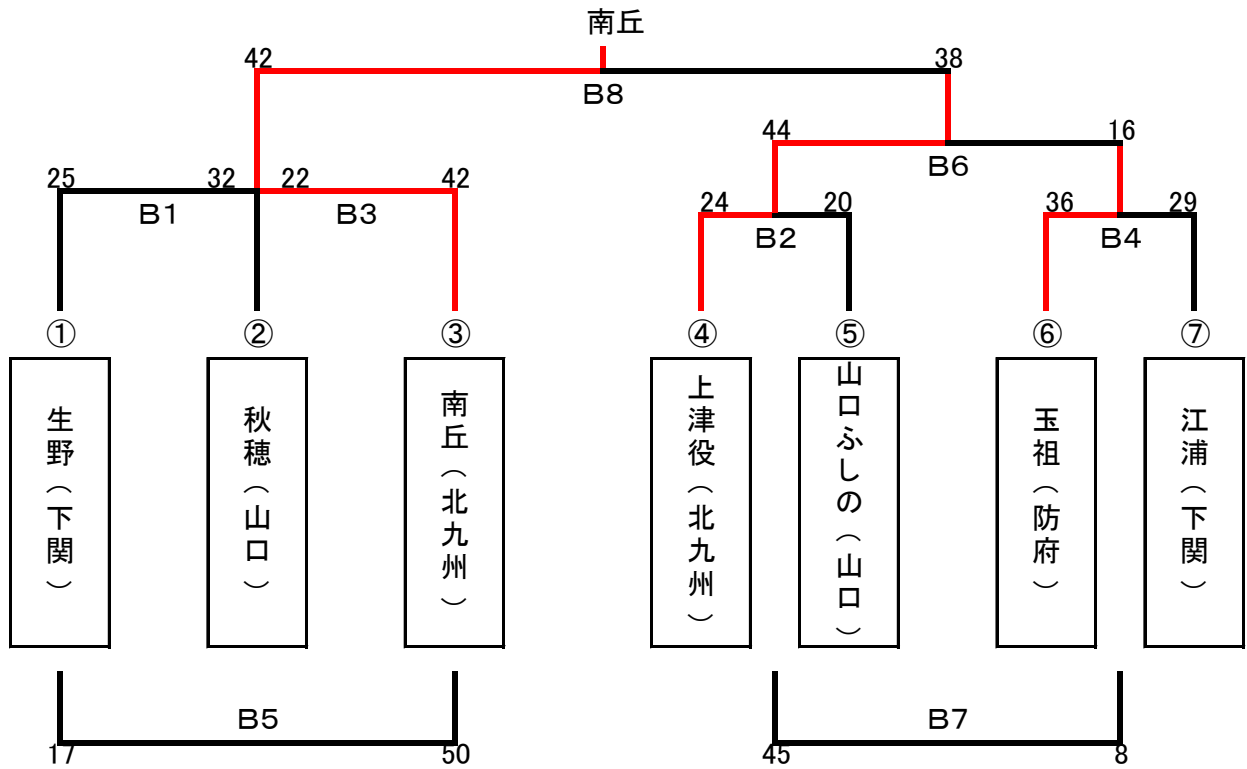 南丘
42 38
B8
44 16
B6
25 32 22 42
B1 B3
24 20 36 29
B2 B4
① ② ③ ④ ⑤ ⑥ ⑦
生野(下関)
秋穂(山口)
南丘(北九州)
上津役(北九州)
山口ふしの(山口)
玉祖(防府)
江浦(下関)
B5 B7
17 50 45 8